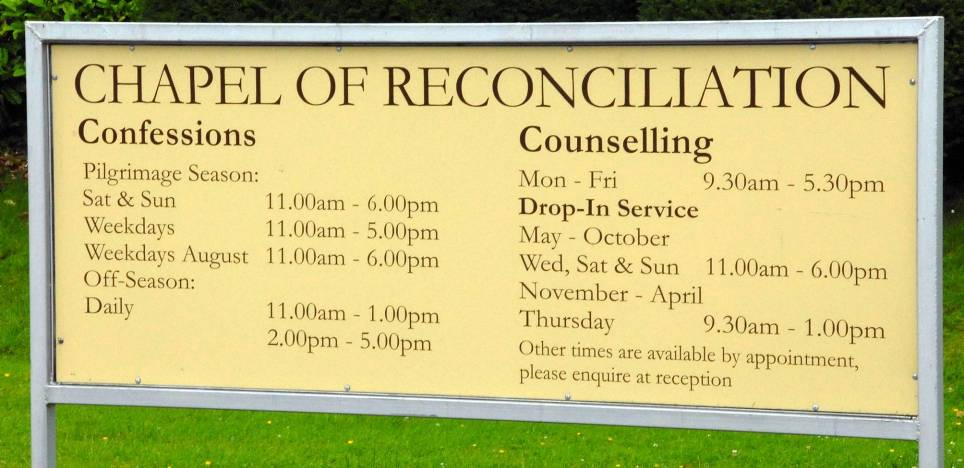 CHAPEL OF RECONCILIATION
Confessions
Pilgrimage Season:
Sat & Sun 11.00am - 6.00pm
Weekdays 11.00am - 5.00pm
Weekdays August 11.00am - 6.00pm
Off-Season:
Daily 11.00am - 1.00pm
2.00pm - 5.00pm
Counselling
Mon - Fri 9.30am - 5.30pm
Drop-In Service
May - October
Wed, Sat & Sun 11.00am - 6.00pm
November - April
Thursday 9.30am - 1.00pm
Other times are available by appointment,
please enquire at reception